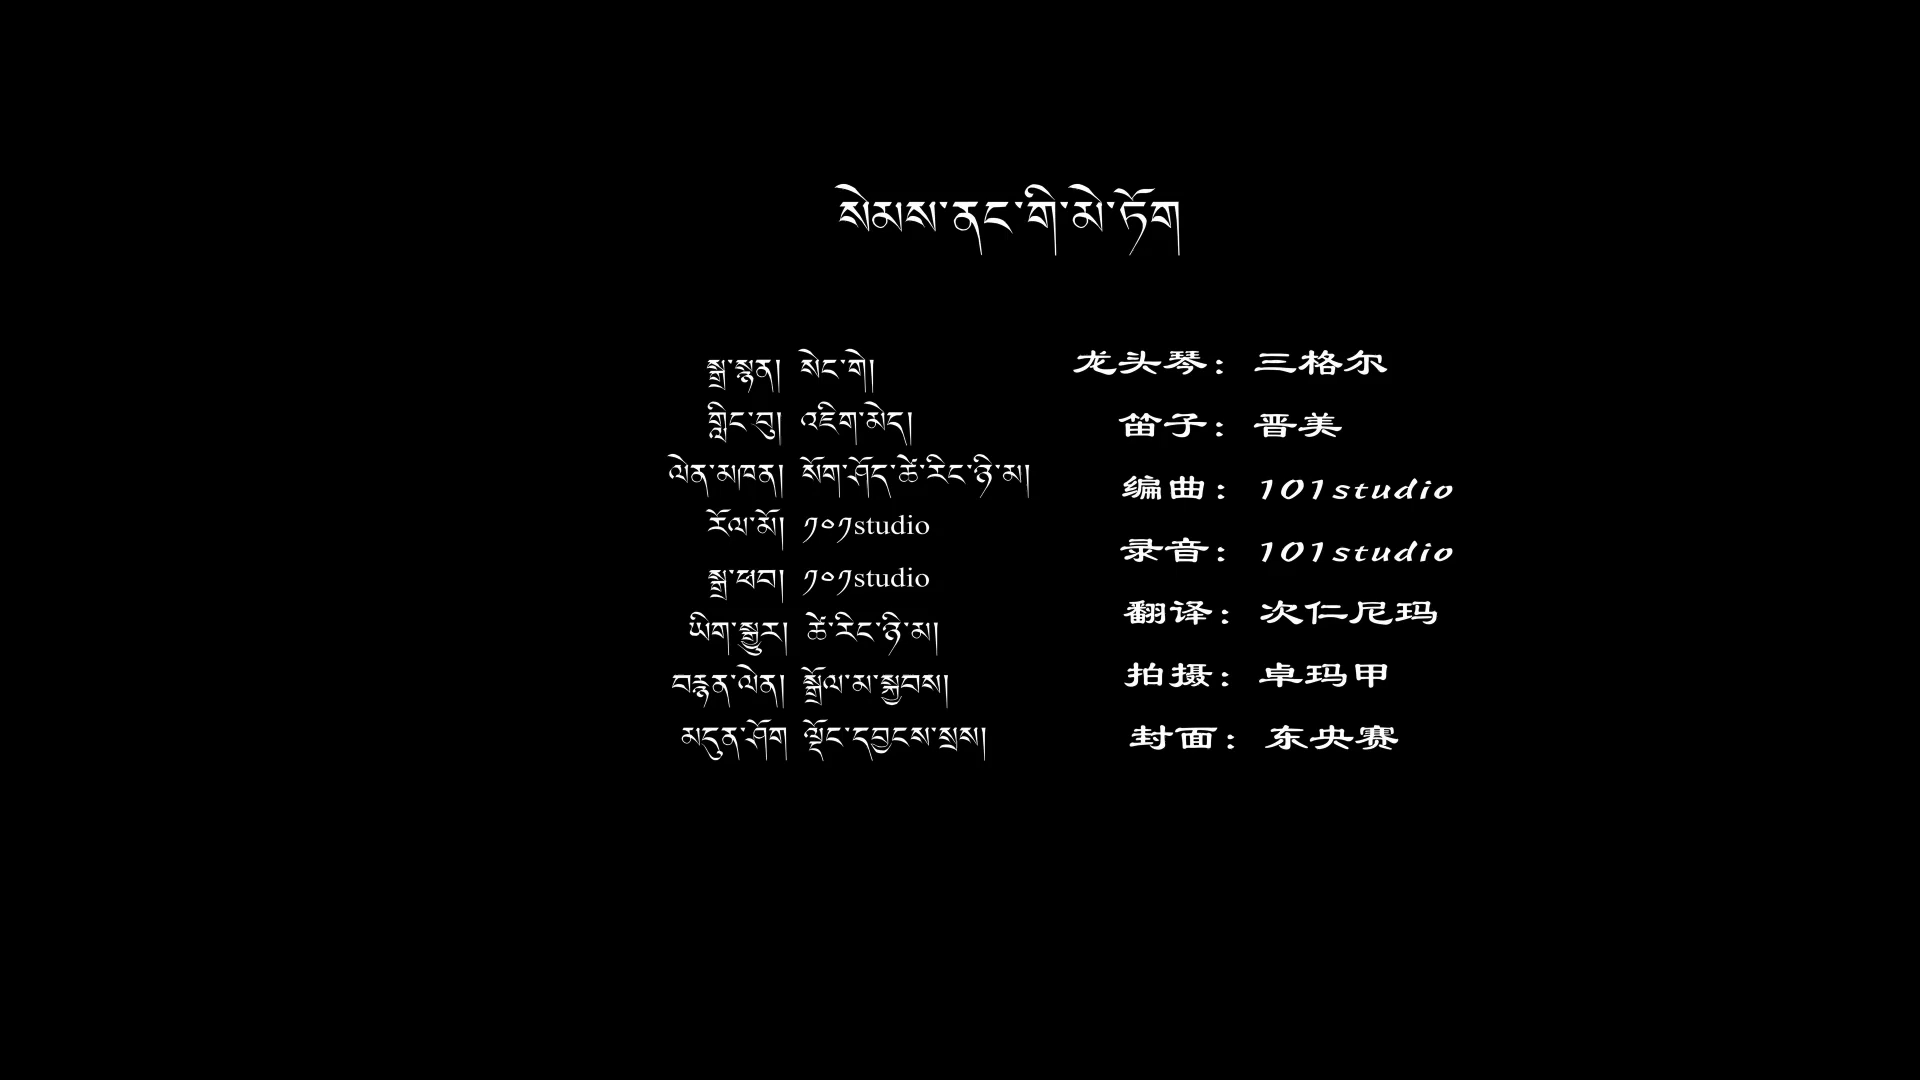 སེམས་ནང་གི་མེ་ཏོག
སྒྲ་སྙན། སེང་གེ།
གླིང་བུ། འཇིག་མེད།
ལེན་མཁན། སོག་ཤོད་ཚེ་རིང་ཉི་མ།
རོལ་མོ། ༡༠༡studio
སྒྲ་ཕབ། ༡༠༡studio
ཡིག་སྒྱུར། ཚེ་རིང་ཉི་མ།
བརྙན་ལེན། སྒྲོལ་མ་སྐྱབས།
མདུན་ཤོག ལྡོང་དབྱངས་སྲས།
龙头琴：三格尔
笛子：晋美
编曲：101studio
录音：101studio
翻译：次仁尼玛
拍摄：卓玛甲
封面：东央赛